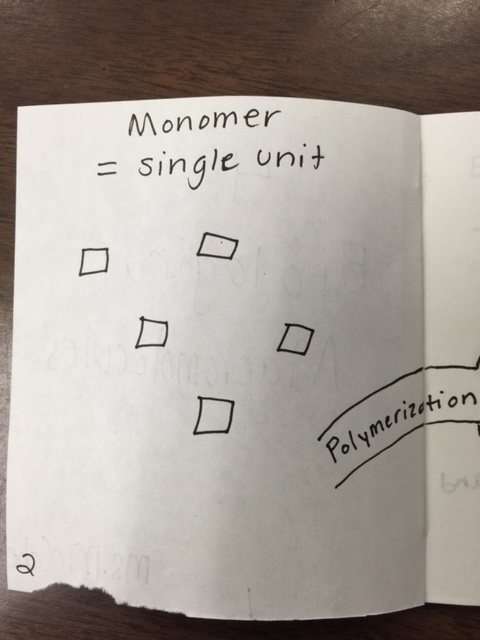 Monomer
= single unit
Polymerization
2